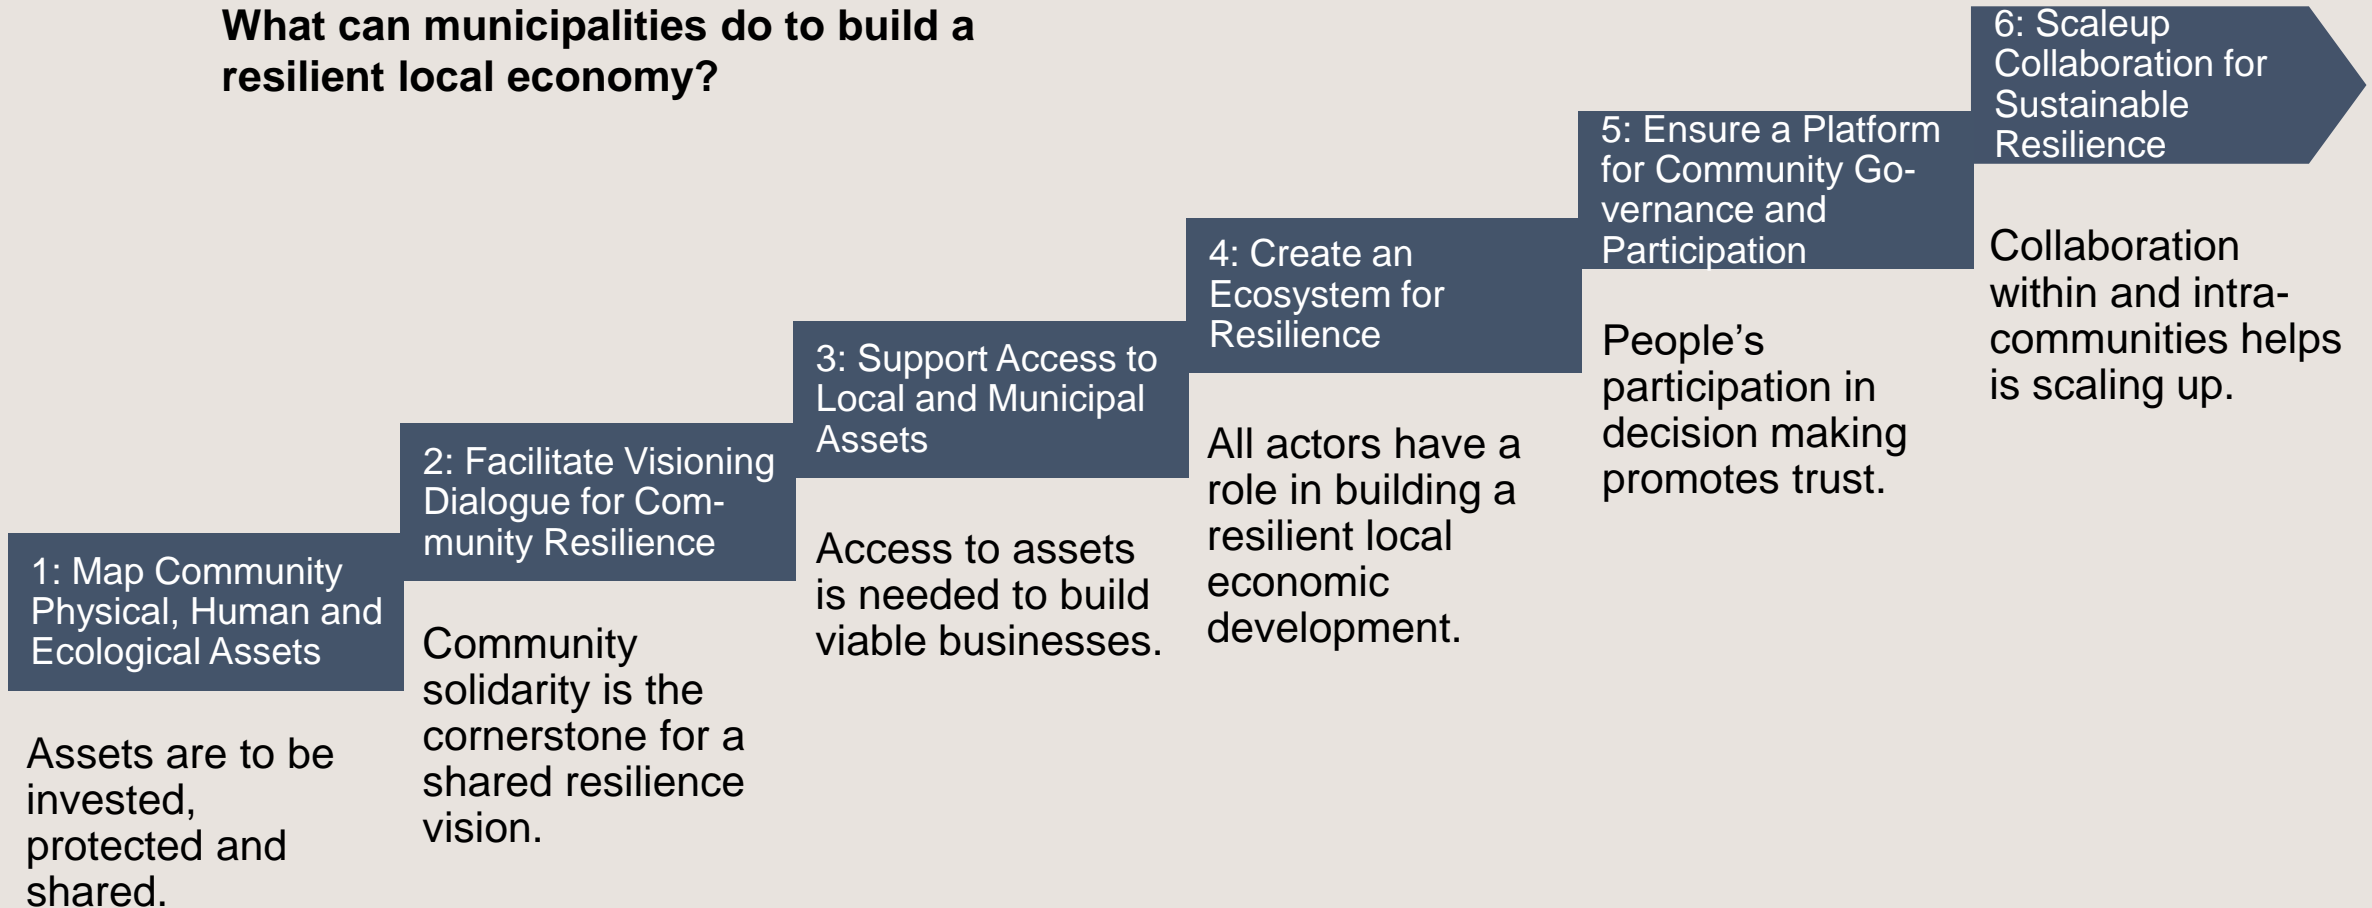 What can municipalities do to build a
resilient local economy?
1: Map Community
Physical, Human and
Ecological Assets
Assets are to be
invested,
protected and
shared.
2: Facilitate Visioning
Dialogue for Com-
munity Resilience
Community
solidarity is the
cornerstone for a
shared resilience
vision.
3: Support Access to
Local and Municipal
Assets
Access to assets
is needed to build
viable businesses.
4: Create an
Ecosystem for
Resilience
All actors have a
role in building a
resilient local
economic
development.
5: Ensure a Platform
for Community Go-
vernance and
Participation
People’s
participation in
decision making
promotes trust.
6: Scaleup
Collaboration for
Sustainable
Resilience
Collaboration
within and intra-
communities helps
is scaling up.